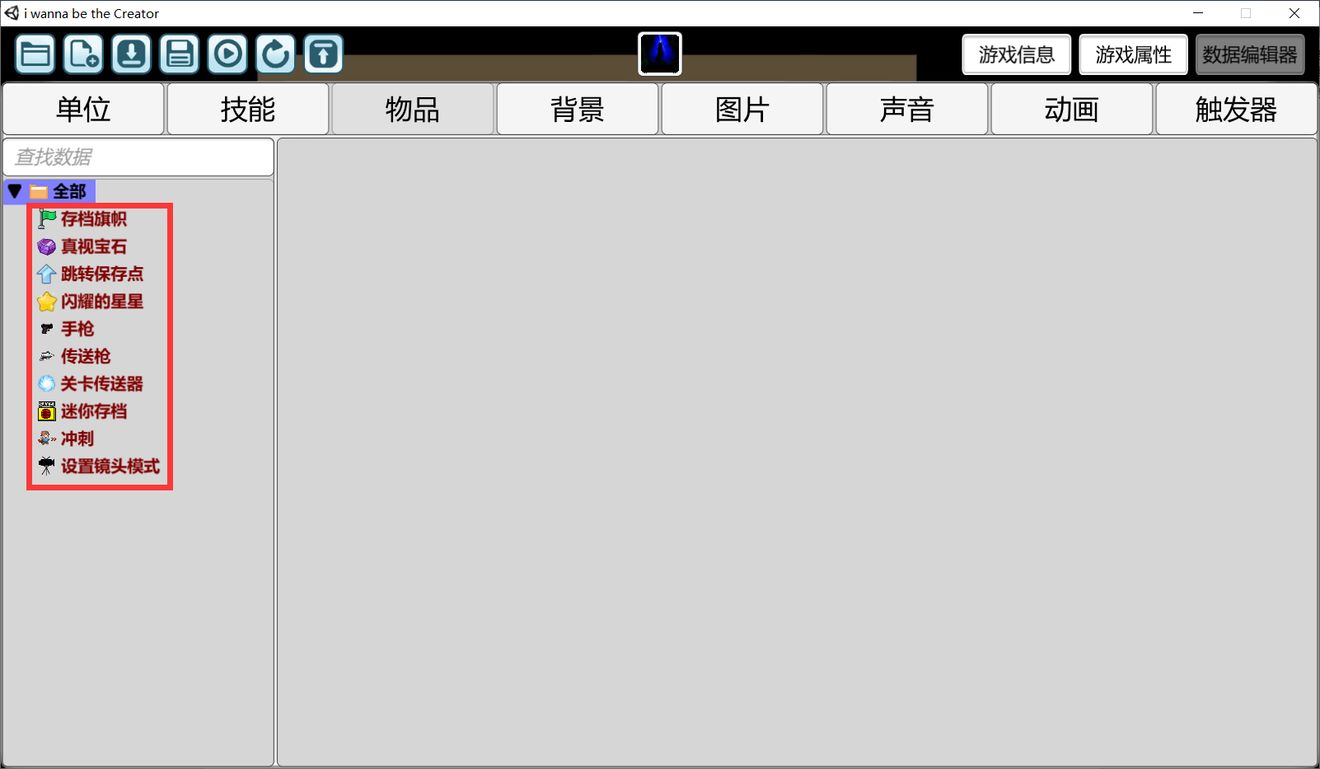 i wanna be the Creator
游戏信息 游戏属性 数据编辑器
单位 技能 物品 背景 图片 声音 动画 触发器
查找数据
全部
存档旗帜
真视宝石
跳转保存点
闪耀的星星
手枪
传送枪
关卡传送器
迷你存档
冲刺
设置镜头模式